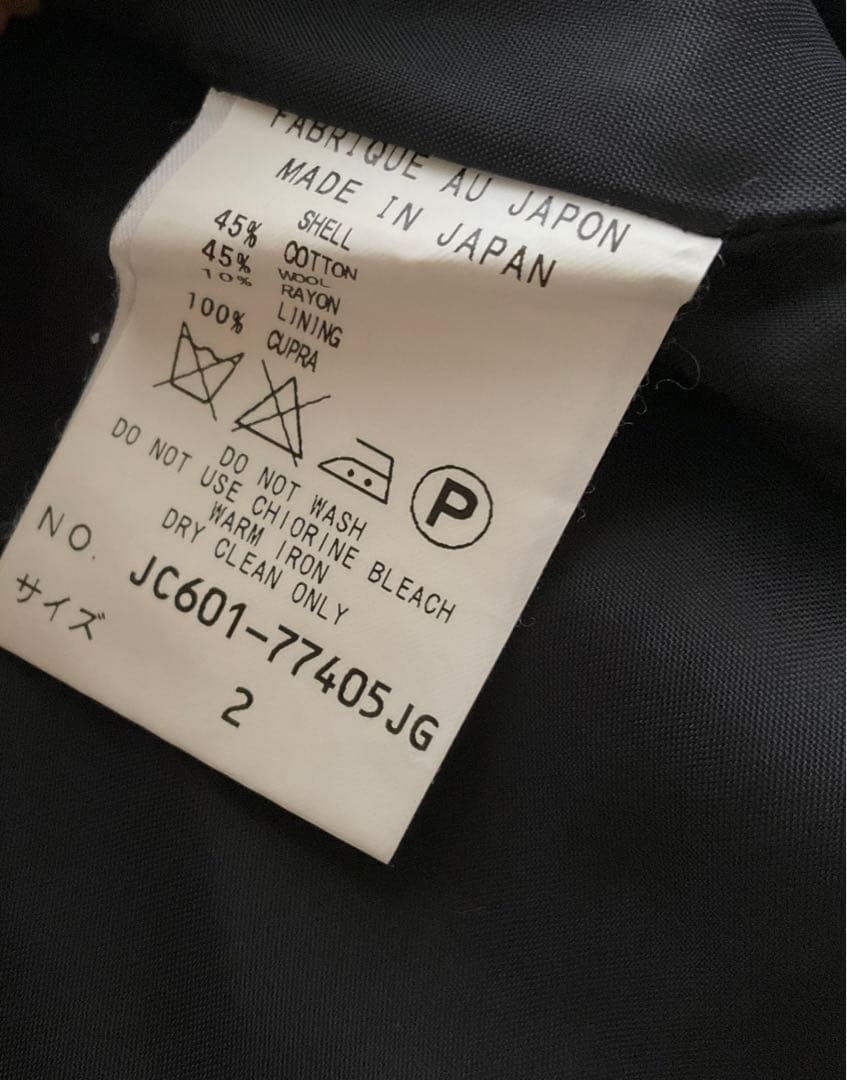 FABRIQUE AU JAPON
MADE IN JAPAN
SHELL
45% COTTON
45% WOOL
10% RAYON
LINING
100% CUPRA
P
DO NOT WASH
DO NOT USE CHIORINE BLEACH
WARM IRON
DRY CLEAN ONLY
NO. JC601-77405JG
サイズ 2